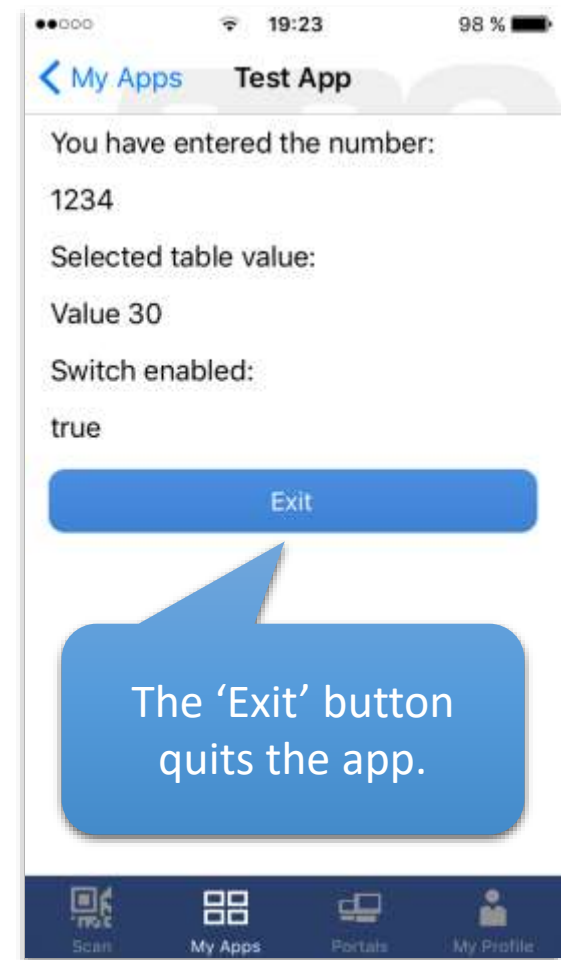 19:23 98 %
My Apps Test App
You have entered the number:
1234
Selected table value:
Value 30
Switch enabled:
true
Exit
The ‘Exit’ button
quits the app.
Scan My Apps Portals My Profile